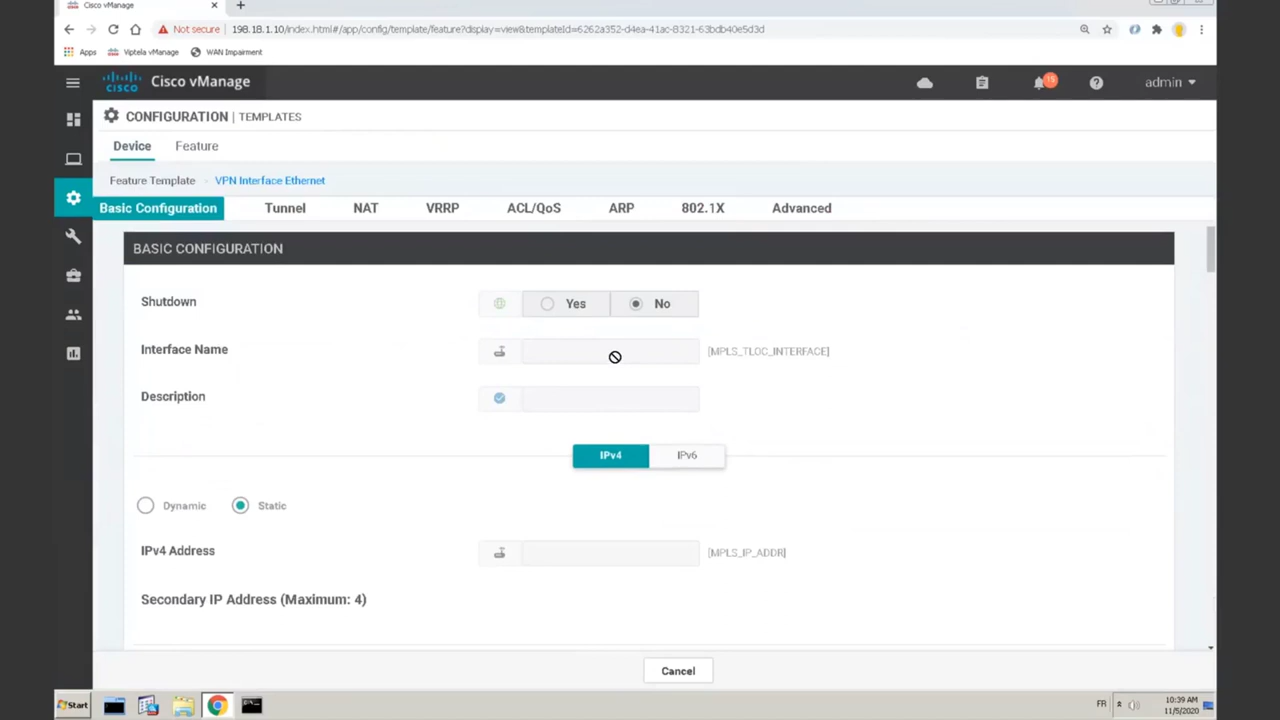 Cisco vManage
Not secure 198.18.1.10/index.html#/app/config/template/feature?display=view&templateId=6262a352-d4ea-41ac-8321-63bdb40e5d3d
Apps Viptela vManage WAN Impairment
CISCO Cisco vManage 15 admin
CONFIGURATION | TEMPLATES
Device Feature
Feature Template VPN Interface Ethernet
Basic Configuration Tunnel NAT VRRP ACL/QoS ARP 802.1X Advanced
BASIC CONFIGURATION
Shutdown Yes No
Interface Name [MPLS_TLOC_INTERFACE]
Description
IPv4 IPv6
Dynamic Static
IPv4 Address [MPLS_IP_ADDR]
Secondary IP Address (Maximum: 4)
Cancel
Start FR 10:39 AM
11/5/2020